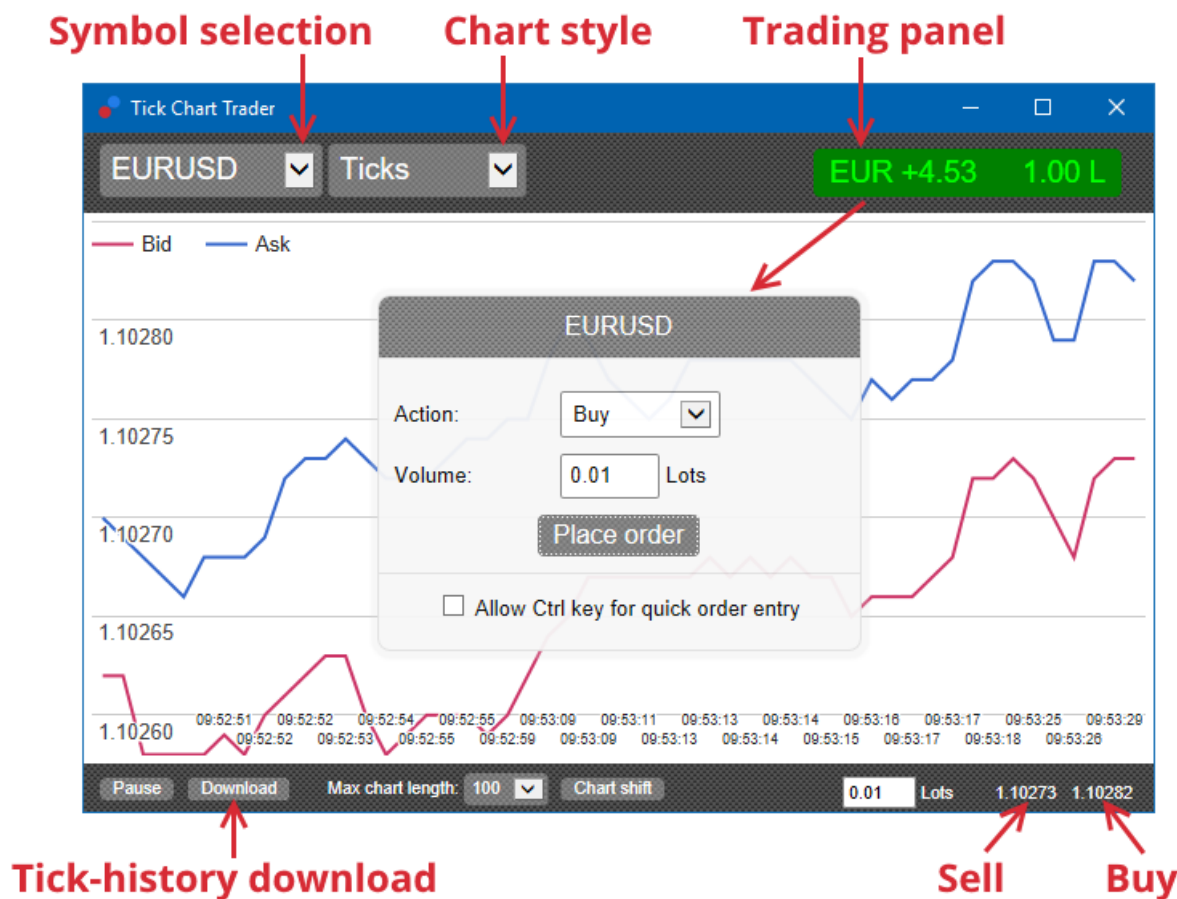 Symbol selection Chart style Trading panel
Tick Chart Trader
EURUSD Ticks EUR +4.53 1.00 L
Bid Ask
EURUSD
1.10280
Action: Buy
1.10275
Volume: 0.01 Lots
1.10270
Place order
Allow Ctrl key for quick order entry
1.10265
09:52:51 09:52:52 09:52:54 09:52:55 09:53:09 09:53:11 09:53:13 09:53:14 09:53:16 09:53:17 09:53:25 09:53:29
1.10260
09:52:52 09:52:53 09:52:55 09:52:59 09:53:09 09:53:13 09:53:14 09:53:15 09:53:17 09:53:18 09:53:26
Pause Download Max chart length: 100 Chart shift 0.01 Lots 1.10273 1.10282
Tick-history download Sell Buy